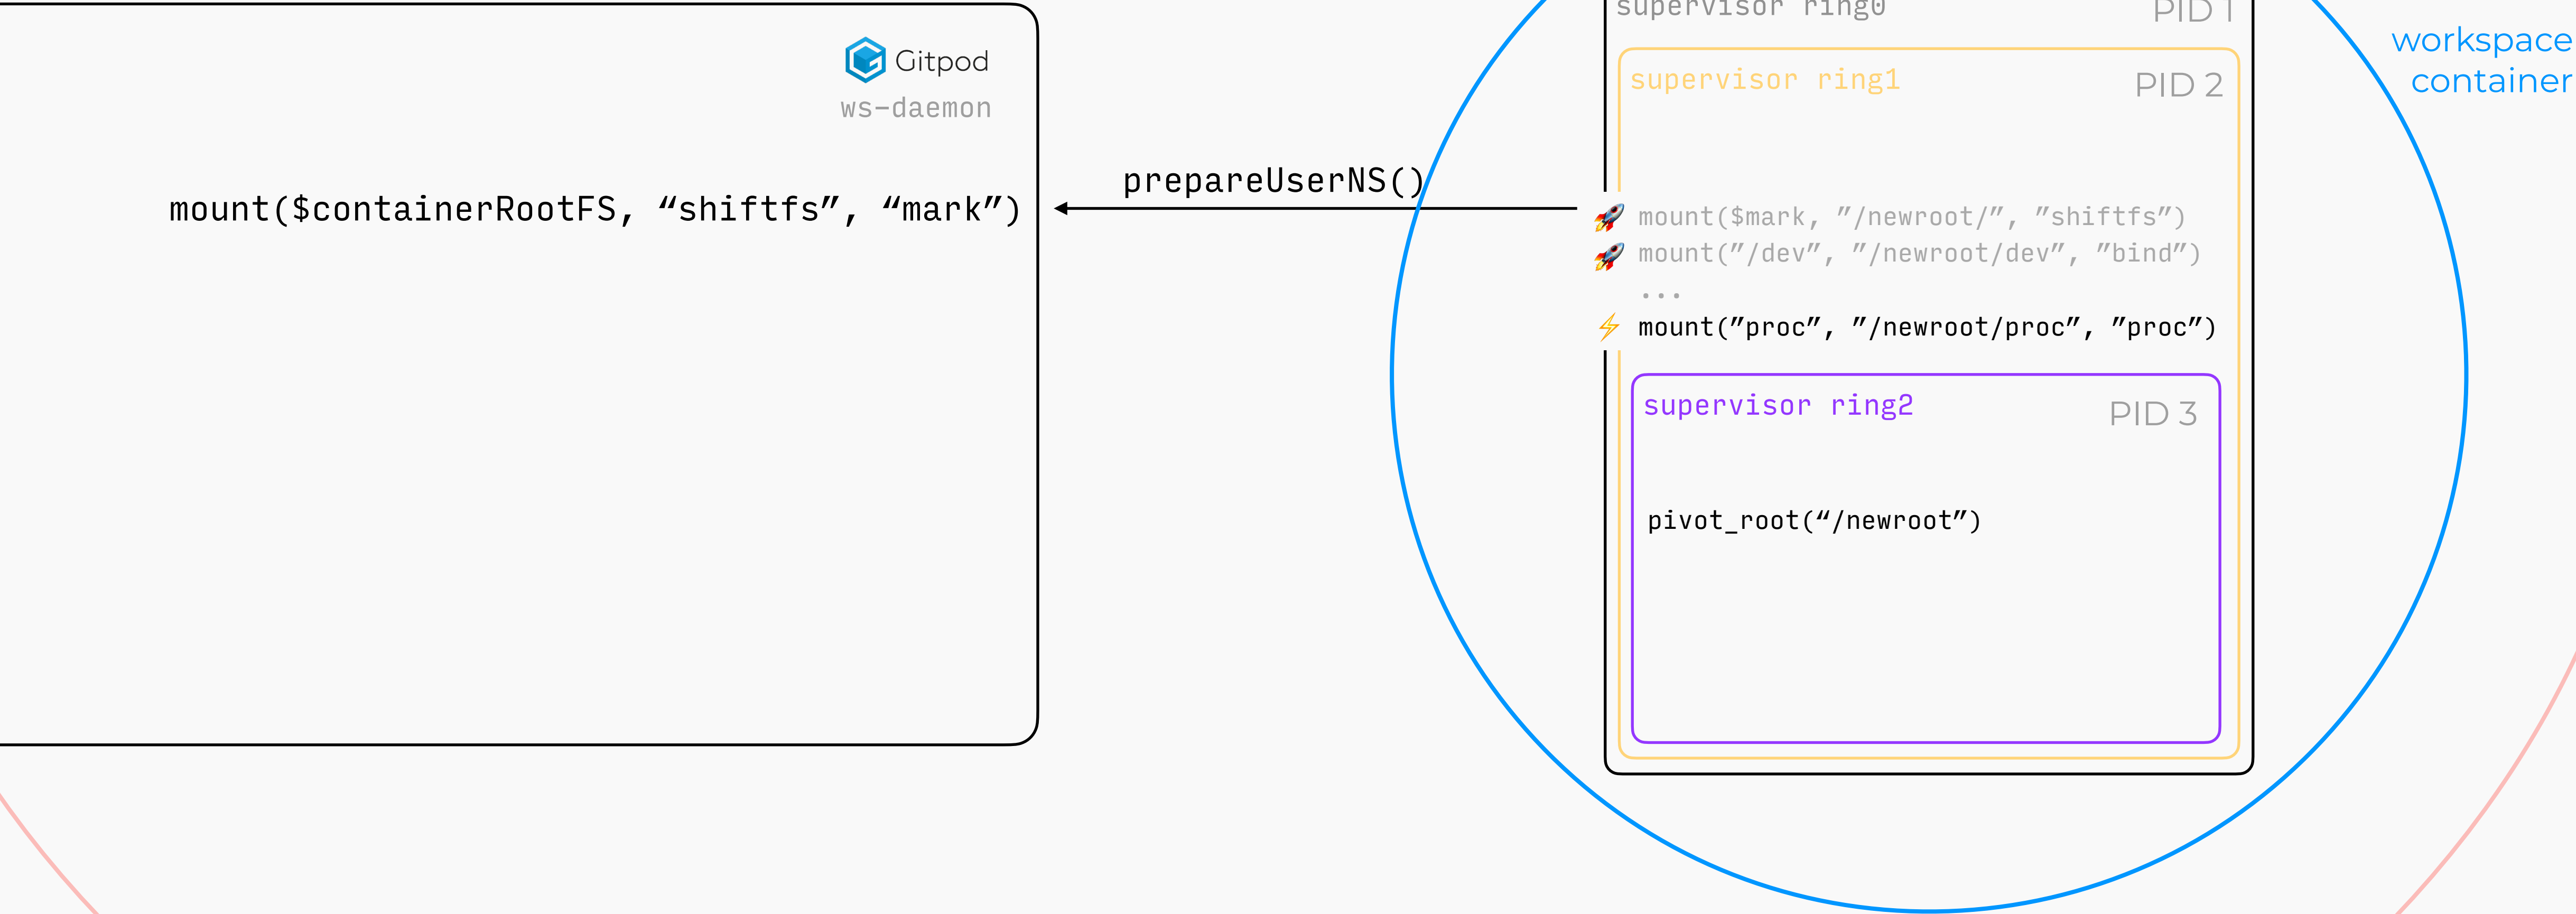 Gitpod
ws-daemon
mount($containerRootFS, “shiftfs”, “mark”)
prepareUserNS()
supervisor ring0
PID 1
supervisor ring1
PID 2
mount($mark, ”/newroot/”, ”shiftfs”)
mount(”/dev”, ”/newroot/dev”, ”bind”)
...
mount(”proc”, ”/newroot/proc”, ”proc”)
supervisor ring2
PID 3
pivot_root(“/newroot”)
workspace
container